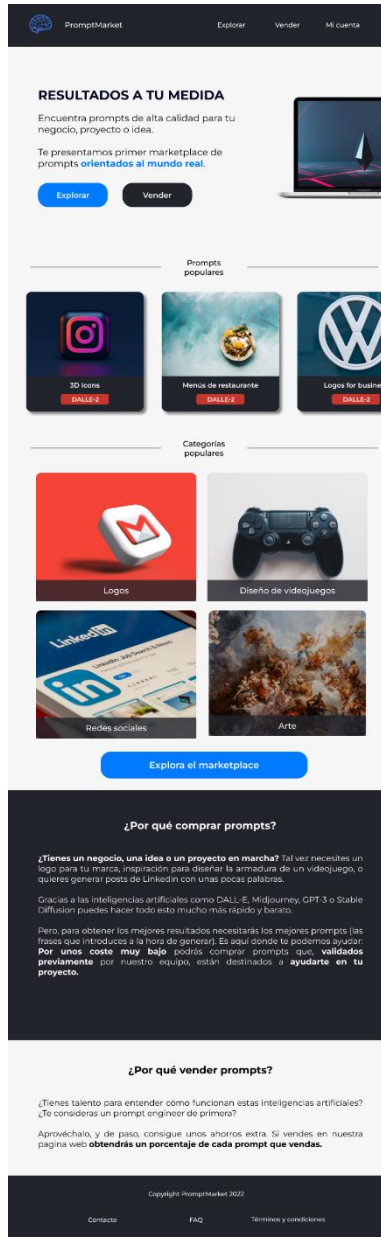 PromptMarket
Explorar
Vender
Mi cuenta
RESULTADOS A TU MEDIDA
Encuentra prompts de alta calidad para tu
negocio, proyecto o idea.
Te presentamos primer marketplace de
prompts orientados al mundo real.
Explorar
Vender
Prompts
populares
3D Icons
DALLE-2
Menús de restaurante
DALLE-2
Logos for busine
DALLE-2
Categorías
populares
Logos
Diseño de videojuegos
LinkedIn
LinkedIn: Job Search & News
Redes sociales
Arte
Explora el marketplace
¿Por qué comprar prompts?
¿Tienes un negocio, una idea o un proyecto en marcha? Tal vez necesites un
logo para tu marca, inspiración para diseñar la armadura de un videojuego, o
quieres generar posts de Linkedin con unas pocas palabras.
Gracias a las inteligencias artificiales como DALL-E, Midjourney, GPT-3 o Stable
Diffusion puedes hacer todo esto mucho más rápido y barato.
Pero, para obtener los mejores resultados necesitarás los mejores prompts (las
frases que introduces a la hora de generar). Es aquí donde te podemos ayudar:
Por unos coste muy bajo podrás comprar prompts que, validados
previamente por nuestro equipo, están destinados a ayudarte en tu
proyecto.
¿Por qué vender prompts?
¿Tienes talento para entender cómo funcionan estas inteligencias artificiales?
¿Te consideras un prompt engineer de primera?
Aprovéchalo, y de paso, consigue unos ahorros extra. Si vendes en nuestra
pagina web obtendrás un porcentaje de cada prompt que vendas.
Copyright PromptMarket 2022
Contacto
FAQ
Términos y condiciones